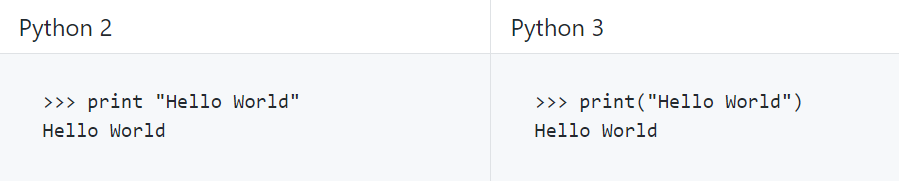 Python 2
>>> print "Hello World"
Hello World
Python 3
>>> print("Hello World")
Hello World